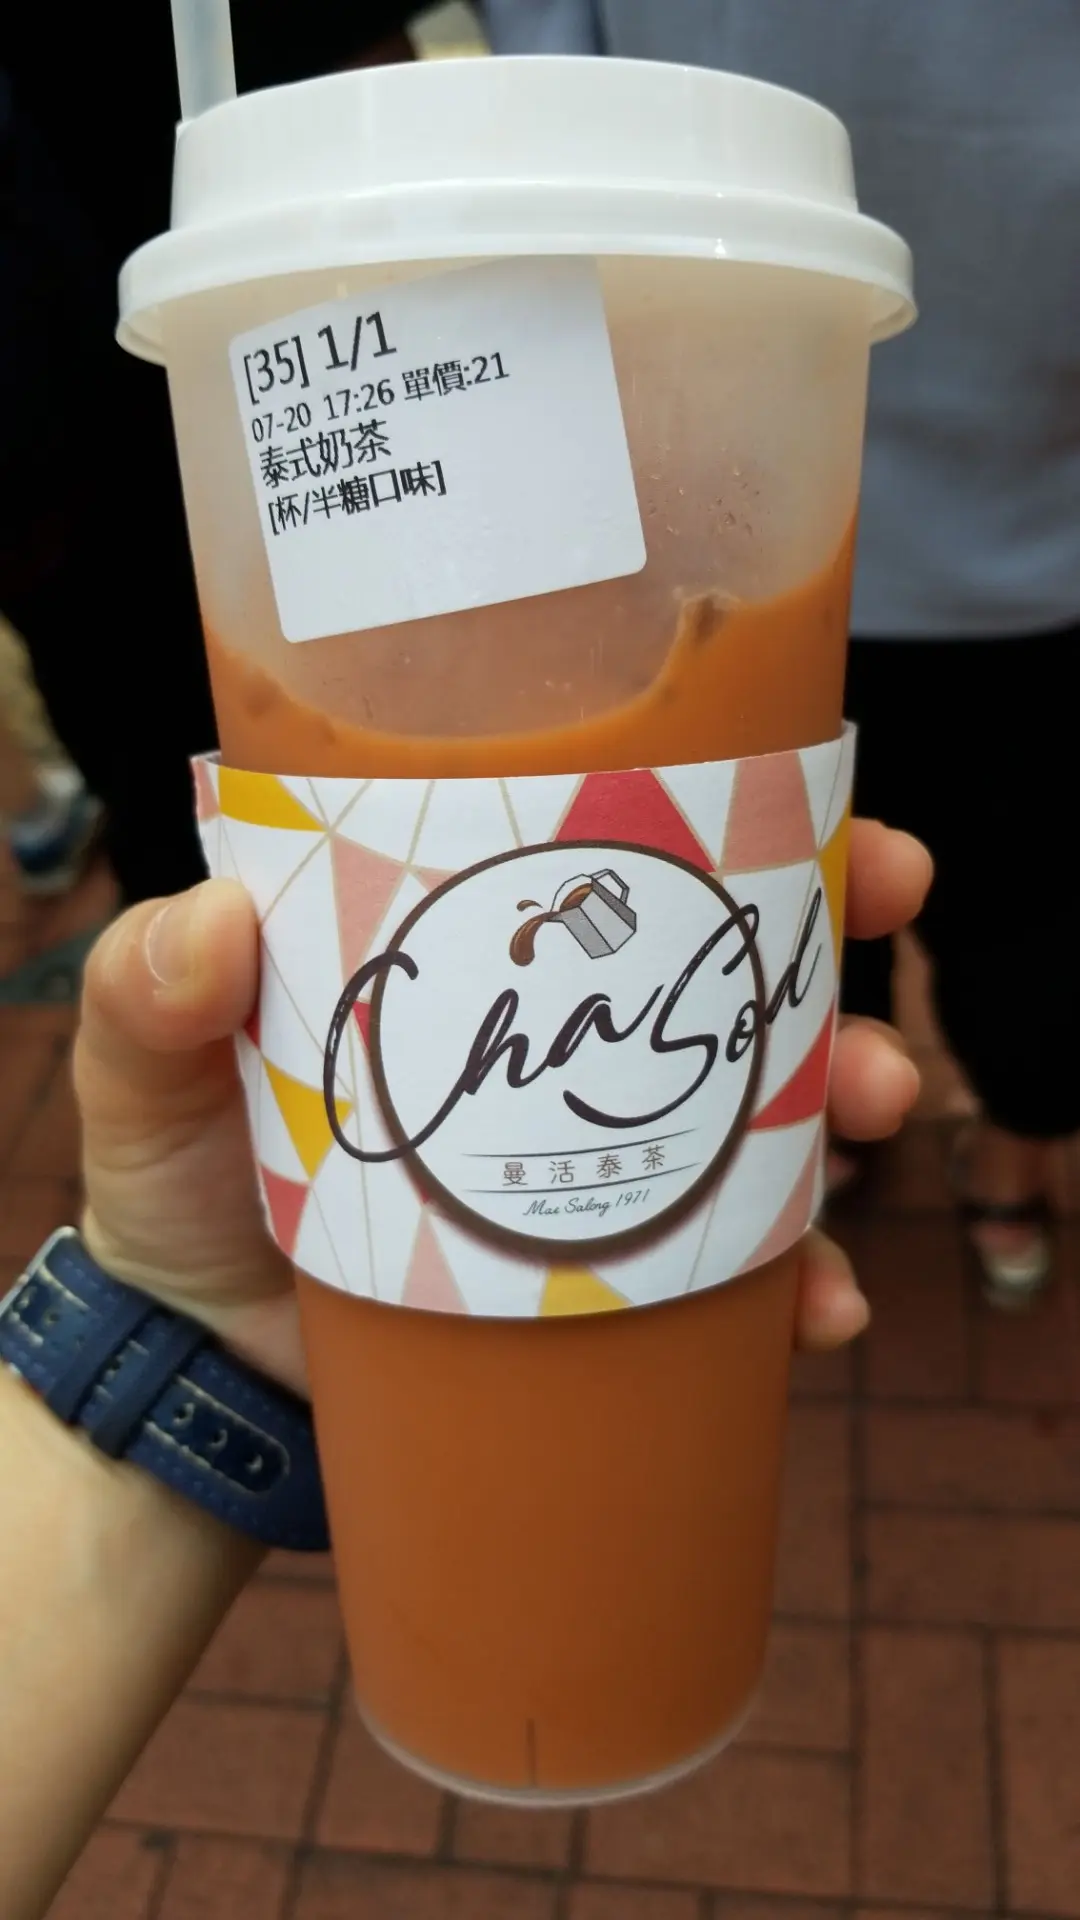 [35] 1/1
07-20 17:26 單價:21
泰式奶茶
[杯/半糖口味]
ChaSod
曼活泰茶
Mae Salong 1971